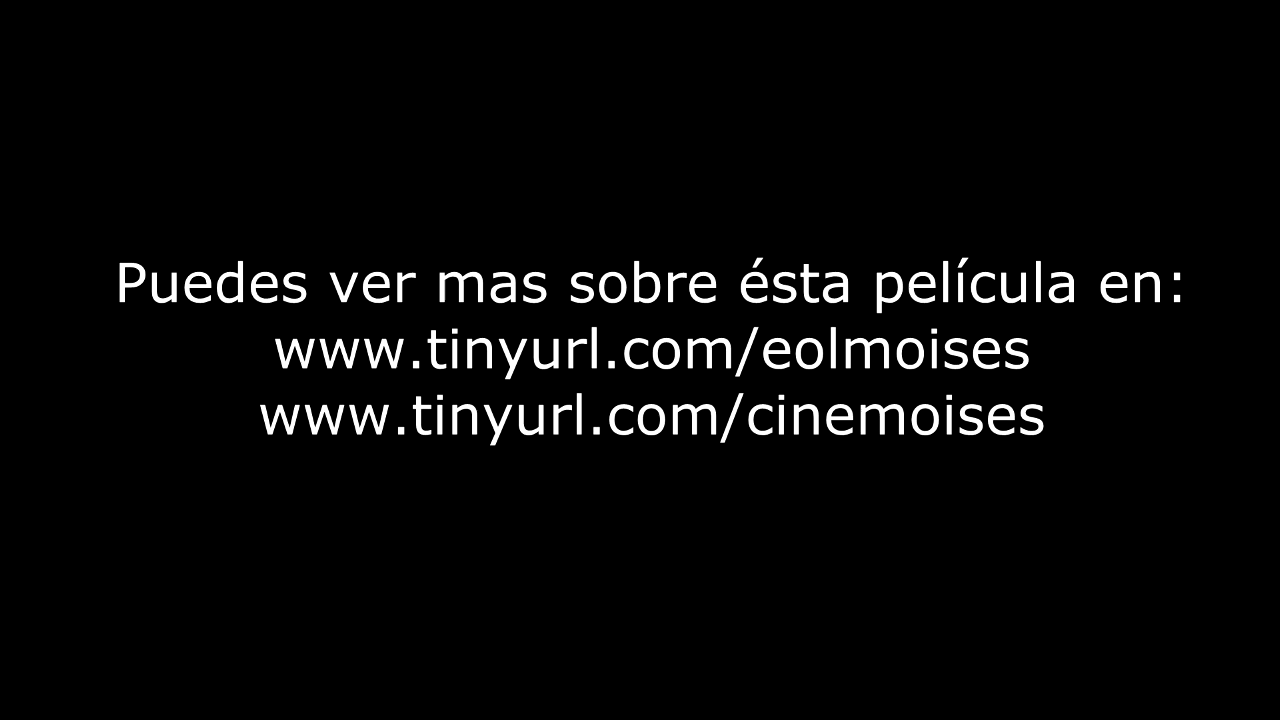 Puedes ver mas sobre ésta película en:
www.tinyurl.com/eolmoises
www.tinyurl.com/cinemoises